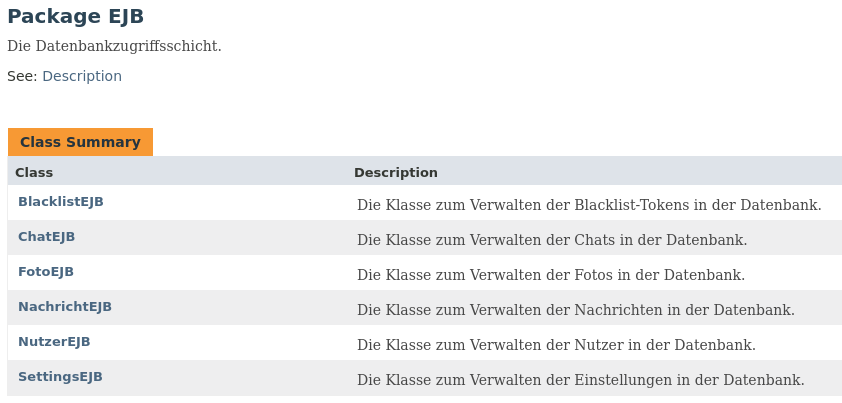 Package EJB
Die Datenbankzugriffsschicht.
See: Description
Class Summary
Class Description
BlacklistEJB Die Klasse zum Verwalten der Blacklist-Tokens in der Datenbank.
ChatEJB Die Klasse zum Verwalten der Chats in der Datenbank.
FotoEJB Die Klasse zum Verwalten der Fotos in der Datenbank.
NachrichtEJB Die Klasse zum Verwalten der Nachrichten in der Datenbank.
NutzerEJB Die Klasse zum Verwalten der Nutzer in der Datenbank.
SettingsEJB Die Klasse zum Verwalten der Einstellungen in der Datenbank.